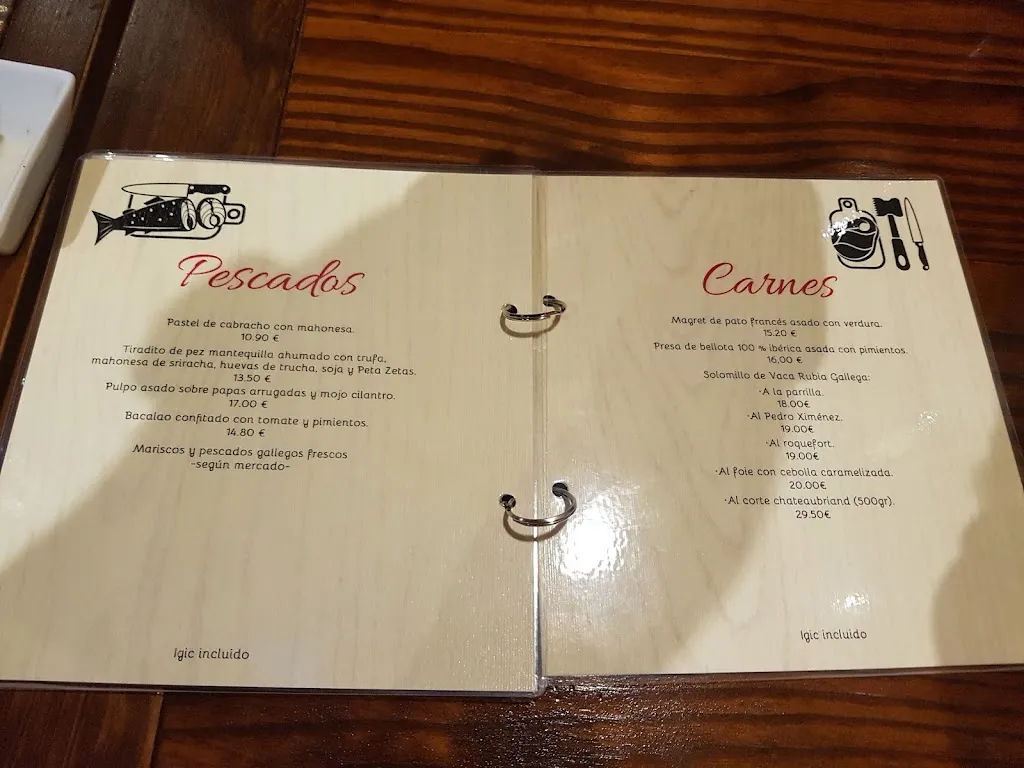 Pescados
Pastel de cabracho con mahonesa.
10.90 €
Tiradito de pez mantequilla ahumado con trufa,
mahonesa de sriracha, huevas de trucha, soja y Peta Zetas.
13.50 €
Pulpo asado sobre papas arrugadas y mojo cilantro.
17.00 €
Bacalao confitado con tomate y pimientos.
14.80 €
Mariscos y pescados gallegos frescos
-según mercado-
Igic incluido
Carnes
Magret de pato francés asado con verdura.
15.20 €
Presa de bellota 100 % ibérica asada con pimientos.
16,00 €
Solomillo de Vaca Rubia Gallega:
·A la parrilla.
18.00€
·Al Pedro Ximénez.
19.00€
·Al roquefort.
19.00€
·Al foie con cebolla caramelizada.
20.00€
·Al corte chateaubriand (500gr).
29.50€
Igic incluido